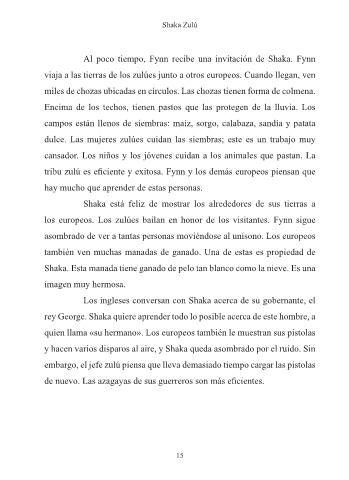 Shaka Zulú
Al poco tiempo, Fynn recibe una invitación de Shaka. Fynn
viaja a las tierras de los zulúes junto a otros europeos. Cuando llegan, ven
miles de chozas ubicadas en círculos. Las chozas tienen forma de colmena.
Encima de los techos, tienen pastos que las protegen de la lluvia. Los
campos están llenos de siembras: maíz, sorgo, calabaza, sandía y patata
dulce. Las mujeres zulúes cuidan las siembras; este es un trabajo muy
cansador. Los niños y los jóvenes cuidan a los animales que pastan. La
tribu zulú es eficiente y exitosa. Fynn y los demás europeos piensan que
hay mucho que aprender de estas personas.
Shaka está feliz de mostrar los alrededores de sus tierras a
los europeos. Los zulúes bailan en honor de los visitantes. Fynn sigue
asombrado de ver a tantas personas moviéndose al unísono. Los europeos
también ven muchas manadas de ganado. Una de estas es propiedad de
Shaka. Esta manada tiene ganado de pelo tan blanco como la nieve. Es una
imagen muy hermosa.
Los ingleses conversan con Shaka acerca de su gobernante, el
rey George. Shaka quiere aprender todo lo posible acerca de este hombre, a
quien llama «su hermano». Los europeos también le muestran sus pistolas
y hacen varios disparos al aire, y Shaka queda asombrado por el ruido. Sin
embargo, el jefe zulú piensa que lleva demasiado tiempo cargar las pistolas
de nuevo. Las azagayas de sus guerreros son más eficientes.
15